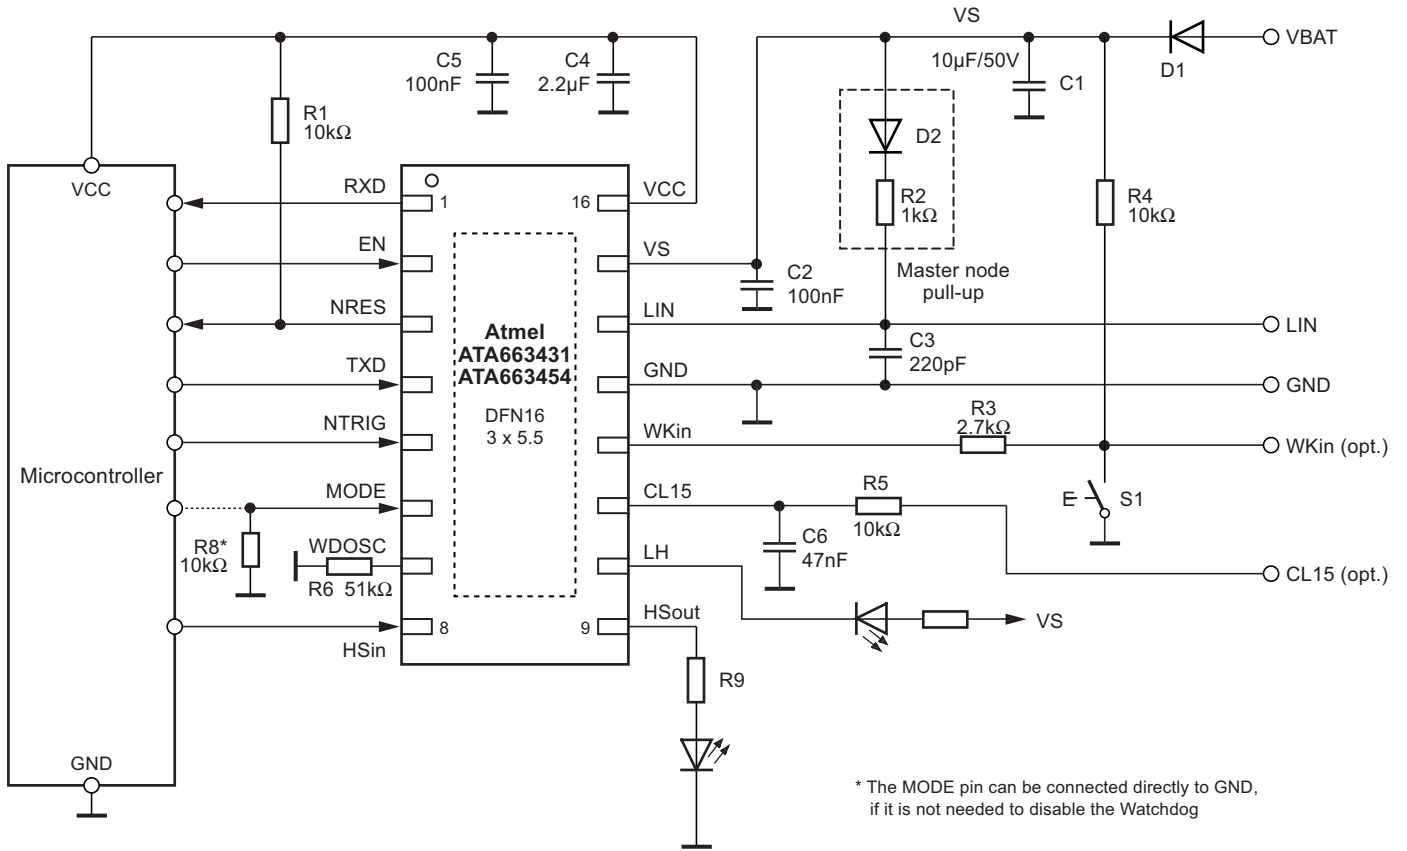 VS
VBAT
D1
C5
100nF
C4
2.2µF
10µF/50V
C1
R1
10kΩ
D2
R2
1kΩ
R4
10kΩ
VCC
RXD
1
16
VCC
EN
VS
Master node
pull-up
C2
100nF
NRES
LIN
LIN
Atmel
ATA663431
ATA663454
C3
220pF
TXD
GND
GND
DFN16
3 x 5.5
NTRIG
WKin
R3
2.7kΩ
WKin (opt.)
Microcontroller
MODE
CL15
R5
10kΩ
E
S1
R8*
10kΩ
WDOSC
R6 51kΩ
C6
47nF
LH
CL15 (opt.)
HSin
8
9
HSout
VS
R9
GND
* The MODE pin can be connected directly to GND,
if it is not needed to disable the Watchdog